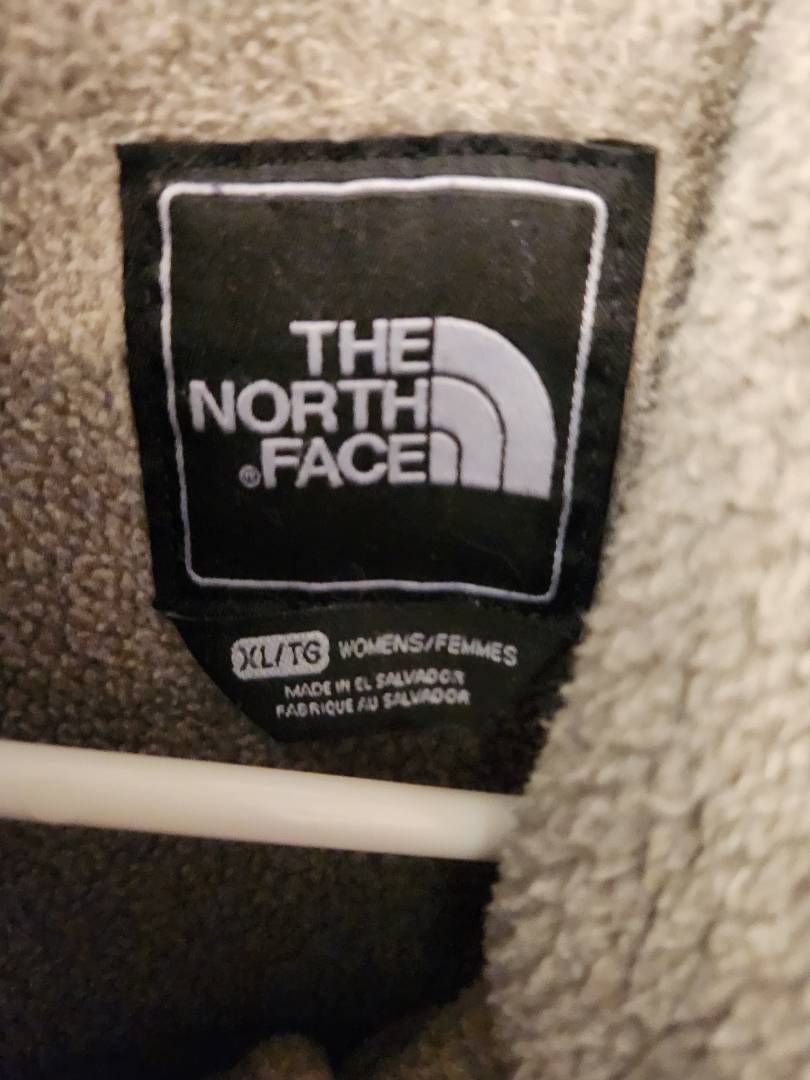 THE
NORTH
®FACE
XL/TG WOMENS/FEMMES
MADE IN EL SALVADOR
FABRIQUE AU SALVADOR